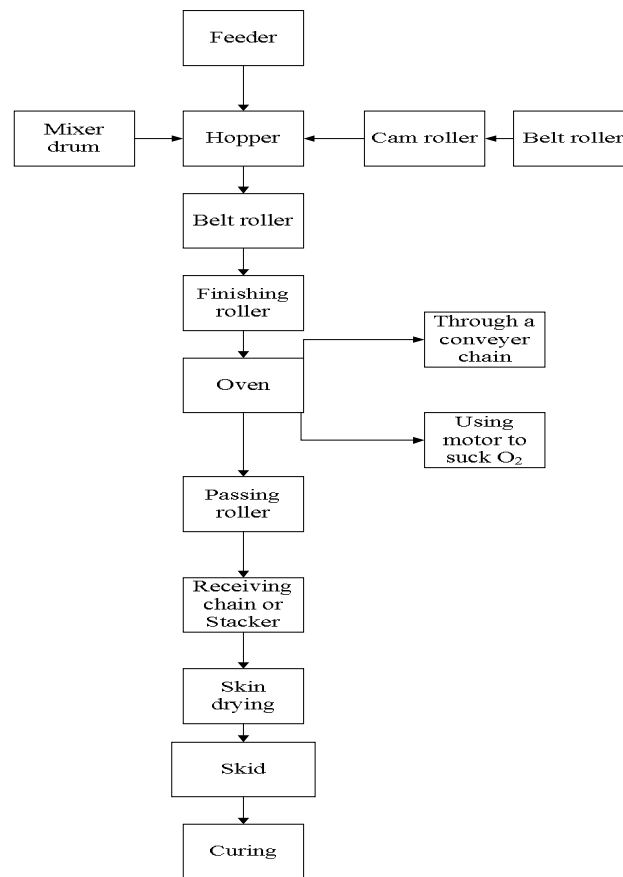 Feeder
Mixer
drum
Hopper
Cam roller
Belt roller
Belt roller
Finishing
roller
Through a
conveyer
chain
Oven
Using
motor to
suck O₂
Passing
roller
Receiving
chain or
Stacker
Skin
drying
Skid
Curing